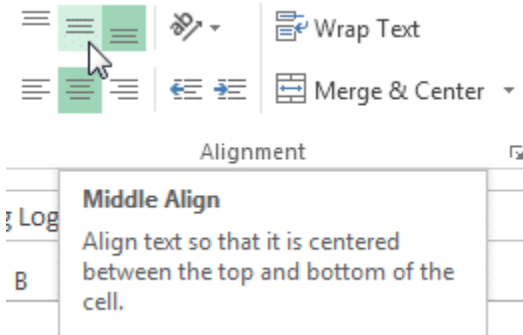 Wrap Text
Merge & Center
Alignment
Middle Align
Align text so that it is centered
between the top and bottom of the
cell.
g Log
B